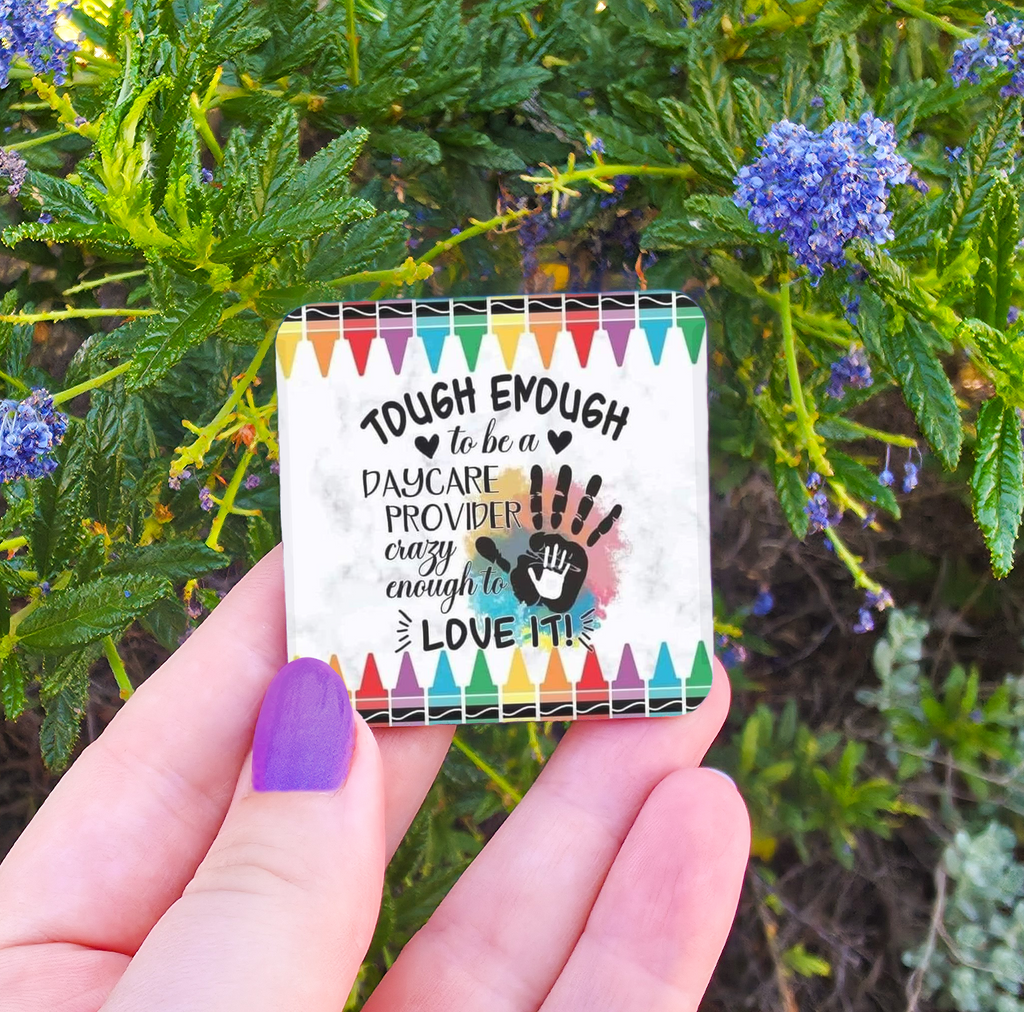 TOUGH ENOUGH
to be a
DAYCARE
PROVIDER
crazy
enough to
LOVE IT!